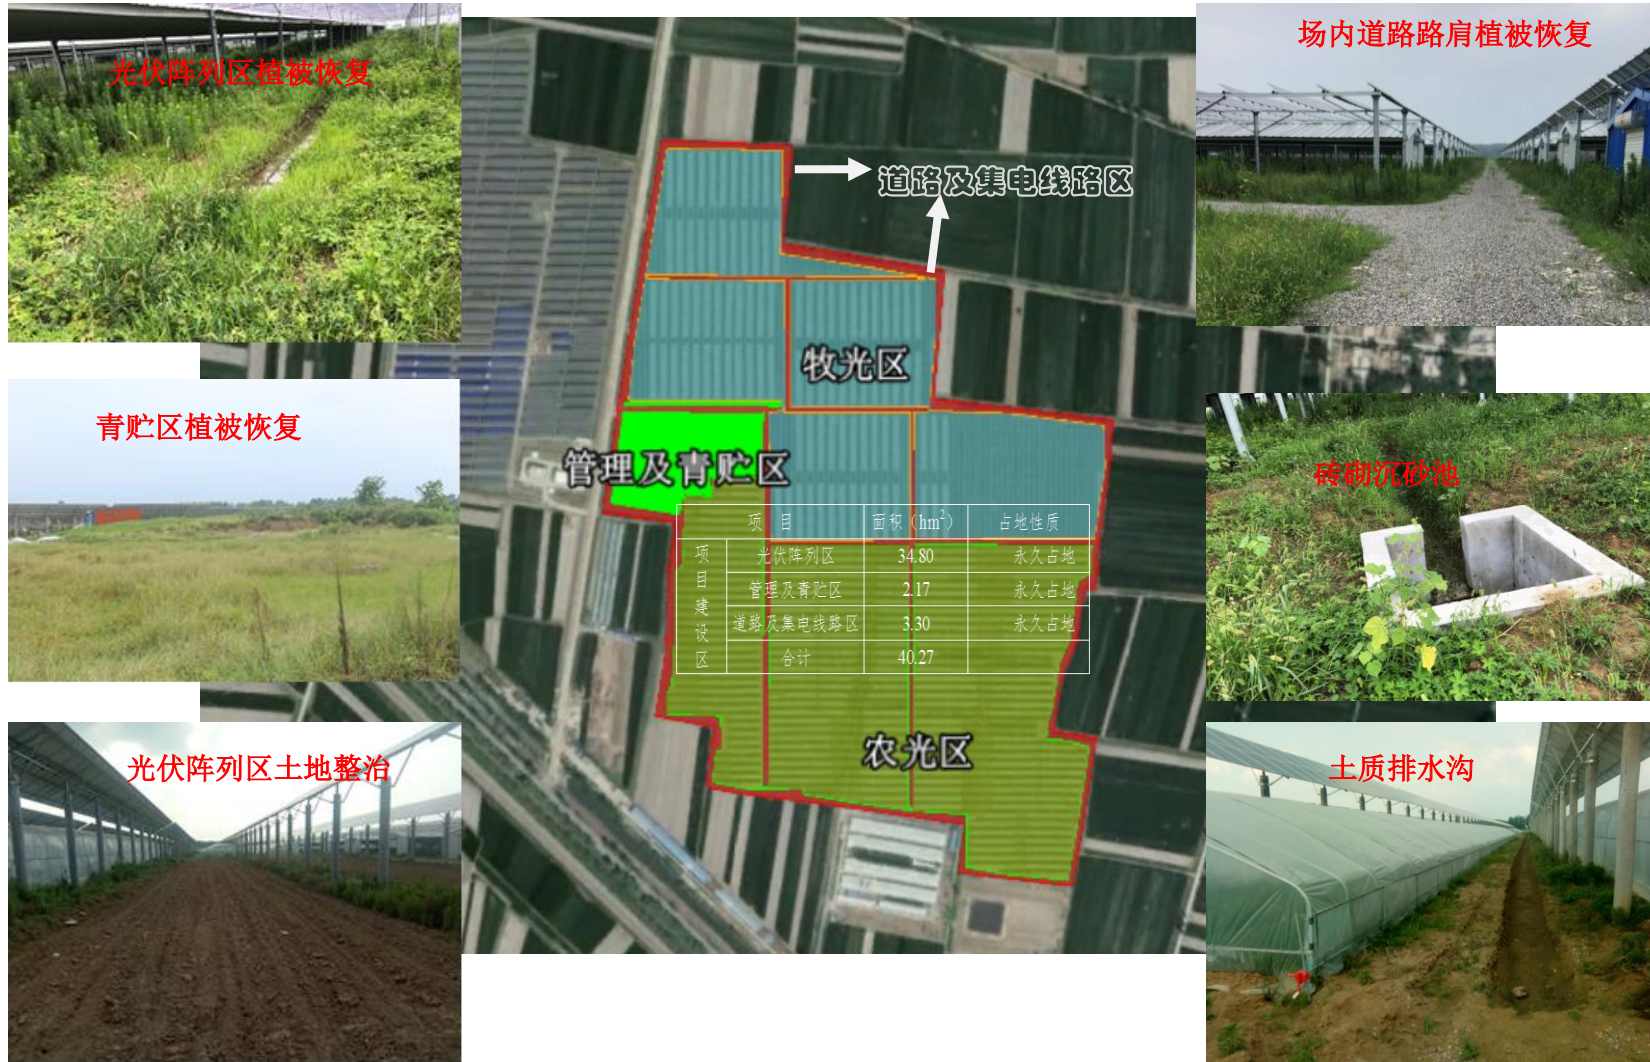 光伏阵列区植被恢复
场内道路路肩植被恢复
道路及集电线路区
牧光区
青贮区植被恢复
管理及青贮区
砖砌沉砂池
项 目 面积(hm²) 占地性质
项目建设区
光伏阵列区 34.80 永久占地
管理及青贮区 2.17 永久占地
道路及集电线路区 3.30 永久占地
合计 40.27
农光区
光伏阵列区土地整治
土质排水沟